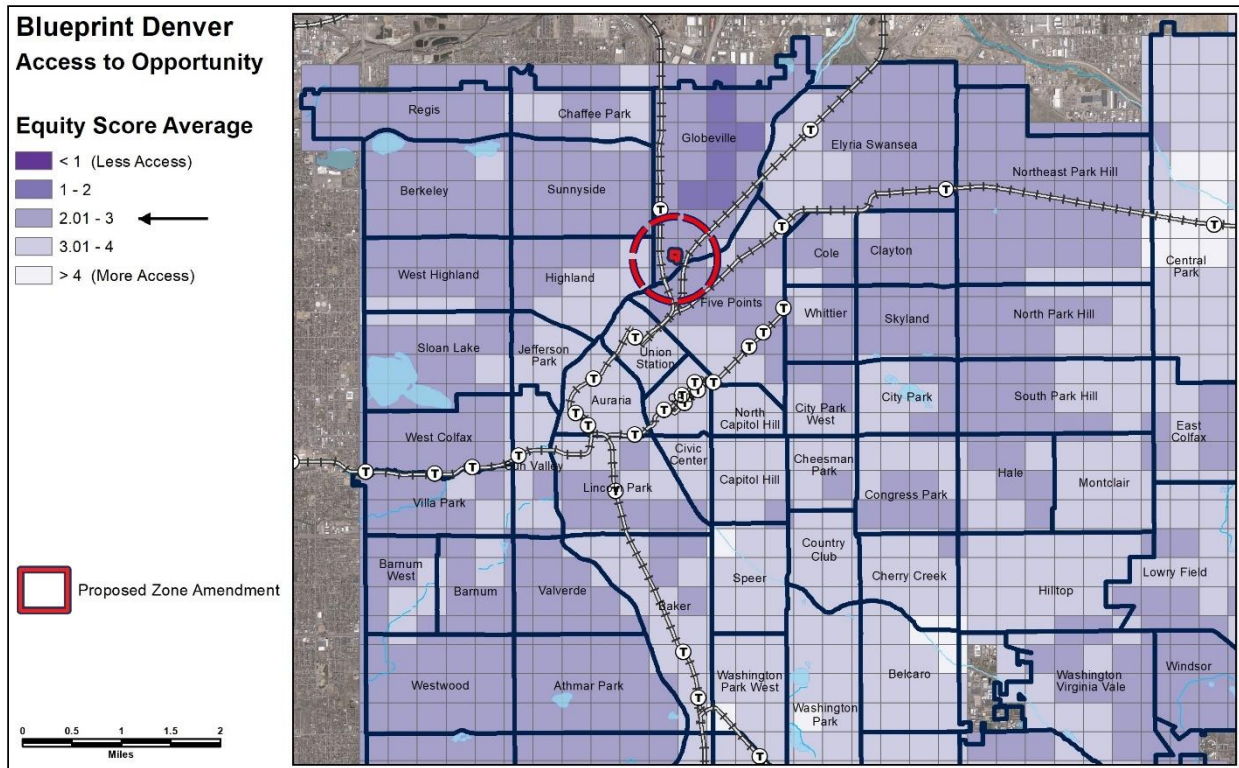 Blueprint Denver
Access to Opportunity
Equity Score Average
< 1 (Less Access)
1 - 2
2.01 - 3
3.01 - 4
> 4 (More Access)
Proposed Zone Amendment
0 0.5 1 1.5 2
Miles
Regis
Chaffee Park
Globeville
Elyria Swansea
Northeast Park Hill
Berkeley
Sunnyside
T
T
T
T
T
Cole
Clayton
Central
Park
West Highland
Highland
Five Points
T
Whittier
Skyland
North Park Hill
Sloan Lake
Jefferson
Park
T
Union
Station
T
T
T
Auraria
T
T
T
T
T
T
T
T
T
North
Capitol Hill
City Park
West
City Park
South Park Hill
East
Colfax
West Colfax
Civic
Center
Cheesman
Park
T
T
T
T
T
Sun Valley
Lincoln Park
T
Capitol Hill
Congress Park
Hale
Montclair
Villa Park
Barnum
West
Barnum
Valverde
Baker
Speer
Country
Club
Cherry Creek
Hilltop
Lowry Field
T
T
T
Westwood
Athmar Park
Washington
Park West
Washington
Park
Belcaro
Washington
Virginia Vale
Windsor